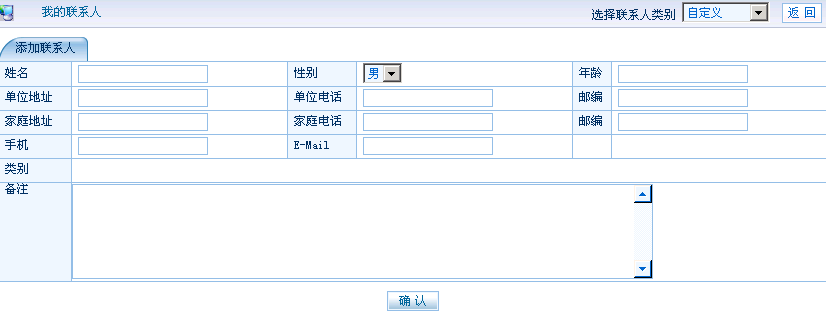 我的联系人 选择联系人类别 自定义 返 回
添加联系人
姓名 性别 男 年龄
单位地址 单位电话 邮编
家庭地址 家庭电话 邮编
手机 E-Mail
类别
备注
确 认